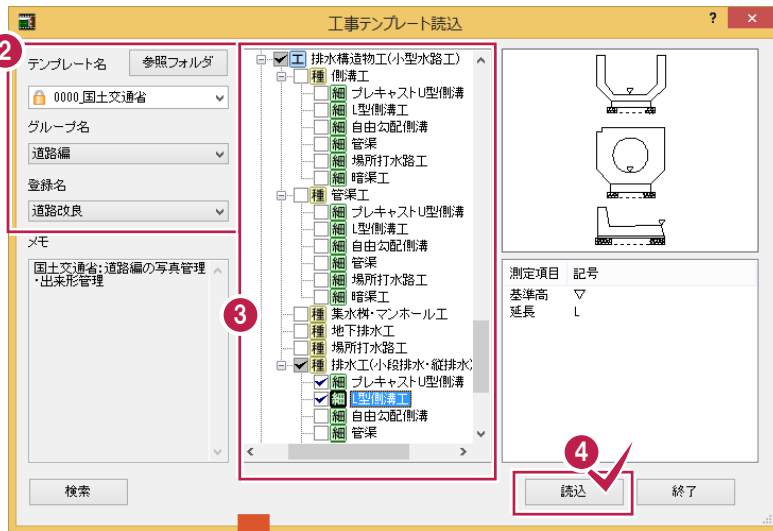 工事テンプレート読込
? ×
2
テンプレート名
参照フォルダ
0000_国土交通省
グループ名
道路編
登録名
道路改良
メモ
国土交通省:道路編の写真管理
・出来形管理
検索
3
工 排水構造物工(小型水路工)
種 側溝工
細 プレキャストU型側溝
細 L型側溝工
細 自由勾配側溝
細 管渠
細 場所打水路工
細 暗渠工
種 管渠工
細 プレキャストU型側溝
細 L型側溝工
細 自由勾配側溝
細 管渠
細 場所打水路工
細 暗渠工
種 集水桝・マンホール工
種 地下排水工
種 場所打水路工
種 排水工(小段排水・縦排水)
細 プレキャストU型側溝
細 L型側溝工
細 自由勾配側溝
細 管渠
測定項目 記号
基準高 ▽
延長 L
4
読込
終了